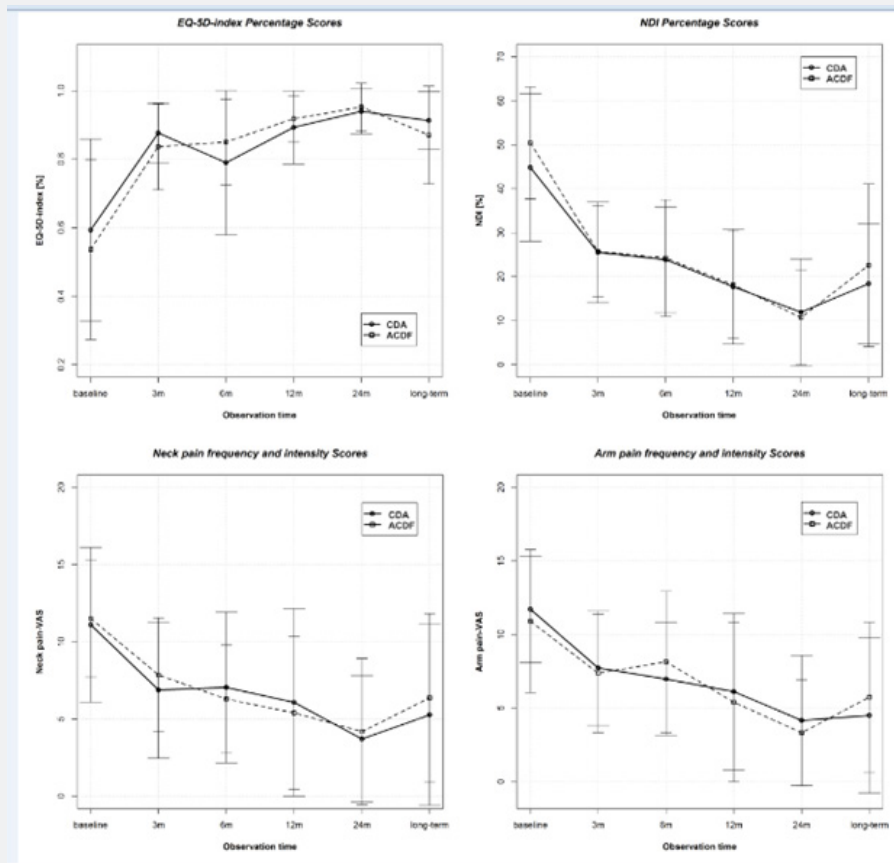 EQ-5D-index Percentage Scores
EQ-5D-index [%]
1.0
0.8
0.6
0.4
0.2
CDA
ACDF
baseline 3m 6m 12m 24m long-term
Observation time
NDI Percentage Scores
NDI [%]
70
60
50
40
30
20
10
0
CDA
ACDF
baseline 3m 6m 12m 24m long-term
Observation time
Neck pain frequency and intensity Scores
Neck pain-VAS
20
15
10
5
0
CDA
ACDF
baseline 3m 6m 12m 24m long-term
Observation time
Arm pain frequency and intensity Scores
Arm pain-VAS
20
15
10
5
0
CDA
ACDF
baseline 3m 6m 12m 24m long-term
Observation time